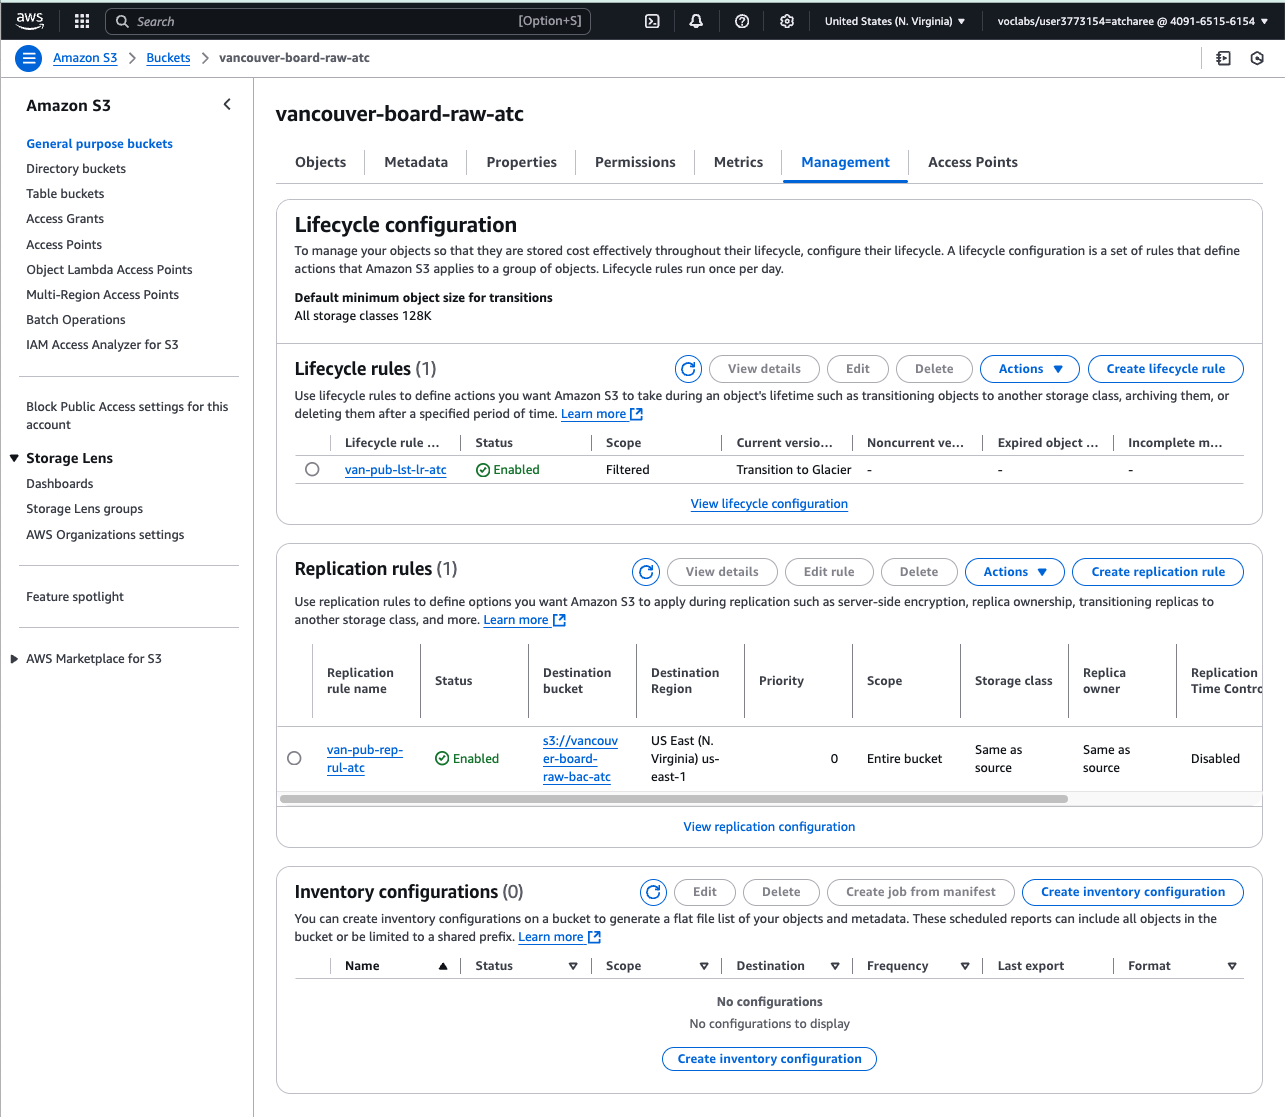 aws
Search
[Option+S]
United States (N. Virginia)
voclabs/user3773154=atcharee @ 4091-6515-6154
Amazon S3
Buckets
vancouver-board-raw-atc
Amazon S3
General purpose buckets
Directory buckets
Table buckets
Access Grants
Access Points
Object Lambda Access Points
Multi-Region Access Points
Batch Operations
IAM Access Analyzer for S3
Block Public Access settings for this
account
Storage Lens
Dashboards
Storage Lens groups
AWS Organizations settings
Feature spotlight
AWS Marketplace for S3
vancouver-board-raw-atc
Objects
Metadata
Properties
Permissions
Metrics
Management
Access Points
Lifecycle configuration
To manage your objects so that they are stored cost effectively throughout their lifecycle, configure their lifecycle. A lifecycle configuration is a set of rules that define
actions that Amazon S3 applies to a group of objects. Lifecycle rules run once per day.
Default minimum object size for transitions
All storage classes 128K
Lifecycle rules (1)
View details
Edit
Delete
Actions
Create lifecycle rule
Use lifecycle rules to define actions you want Amazon S3 to take during an object's lifetime such as transitioning objects to another storage class, archiving them, or
deleting them after a specified period of time. Learn more
Lifecycle rule ...
Status
Scope
Current versio...
Noncurrent ve...
Expired object ...
Incomplete m...
van-pub-lst-lr-atc
Enabled
Filtered
Transition to Glacier
-
-
-
View lifecycle configuration
Replication rules (1)
View details
Edit rule
Delete
Actions
Create replication rule
Use replication rules to define options you want Amazon S3 to apply during replication such as server-side encryption, replica ownership, transitioning replicas to
another storage class, and more. Learn more
Replication
rule name
Status
Destination
bucket
Destination
Region
Priority
Scope
Storage class
Replica
owner
Replication
Time Contro
van-pub-rep-
rul-atc
Enabled
s3://vancouv
er-board-
raw-bac-atc
US East (N.
Virginia) us-
east-1
0
Entire bucket
Same as
source
Same as
source
Disabled
View replication configuration
Inventory configurations (0)
Edit
Delete
Create job from manifest
Create inventory configuration
You can create inventory configurations on a bucket to generate a flat file list of your objects and metadata. These scheduled reports can include all objects in the
bucket or be limited to a shared prefix. Learn more
Name
Status
Scope
Destination
Frequency
Last export
Format
No configurations
No configurations to display
Create inventory configuration